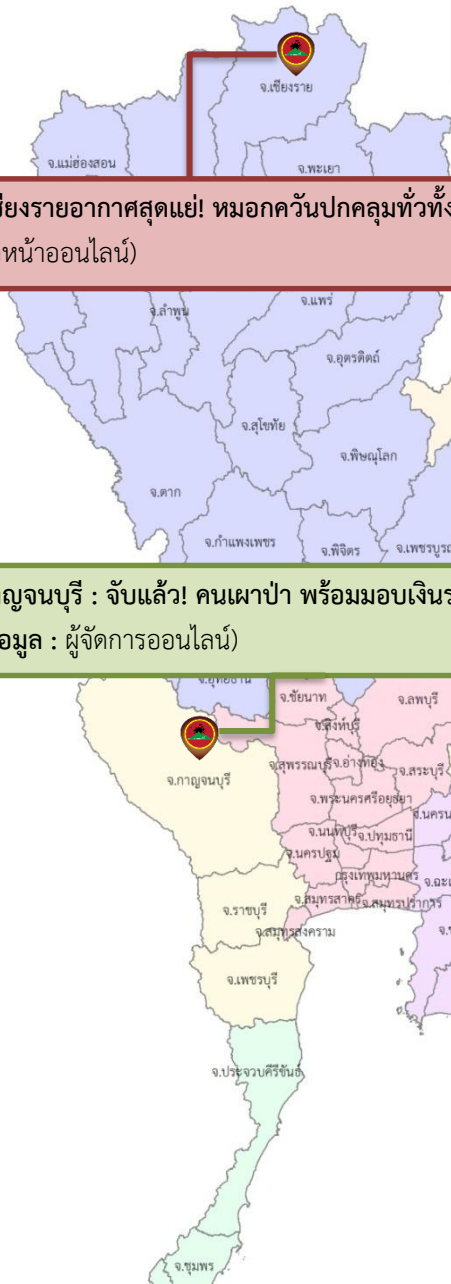 จ.เชียงราย
จ.แม่ฮ่องสอน
จ.พะเยา
ชียงรายอากาศสุดแย่! หมอกควันปกคลุมทั่วทั้ง
หน้าออนไลน์)
จ.แพร่
จ.ลำพูน
จ.อุตรดิตถ์
จ.สุโขทัย
จ.พิษณุโลก
จ.ตาก
จ.กำแพงเพชร
จ.พิจิตร
จ.เพชรบูรณ์
ญจนบุรี : จับแล้ว! คนเผาป่า พร้อมมอบเงินร
อมูล : ผู้จัดการออนไลน์)
จ.อุทัยธานี
จ.ชัยนาท
จ.ลพบุรี
จ.สิงห์บุรี
จ.สุพรรณบุรี
จ.อ่างทอง
จ.สระบุรี
จ.กาญจนบุรี
จ.พระนครศรีอยุธยา
จ.นครน
จ.นนทบุรี
จ.ปทุมธานี
จ.นครปฐม
กรุงเทพมหานคร
จ.ฉะเ
จ.สมุทรสาคร
จ.สมุทรปราการ
จ.ราชบุรี
จ.สมุทรสงคราม
จ.เพชรบุรี
จ.ประจวบคีรีขันธ์
จ.ชุมพร